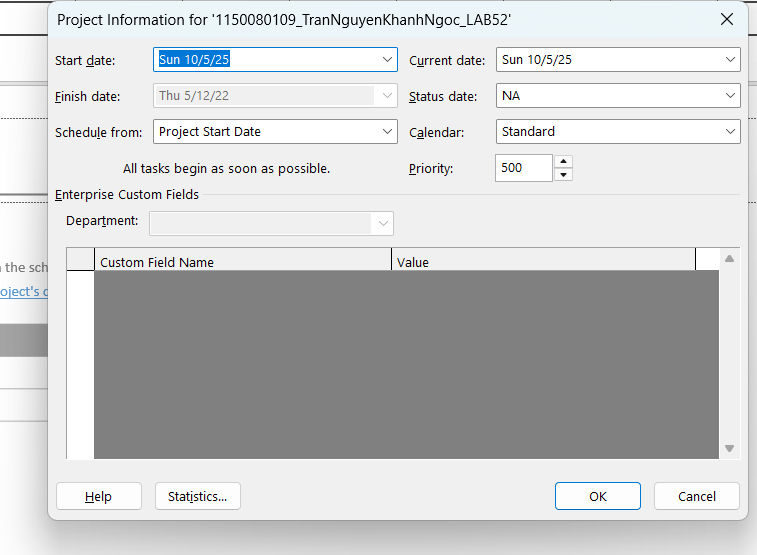 Project Information for '1150080109_TranNguyenKhanhNgoc_LAB52'
Start date: Sun 10/5/25 Current date: Sun 10/5/25
Finish date: Thu 5/12/22 Status date: NA
Schedule from: Project Start Date Calendar: Standard
All tasks begin as soon as possible. Priority: 500
Enterprise Custom Fields
Department:
Custom Field Name Value
the sch
oject's
Help Statistics... OK Cancel